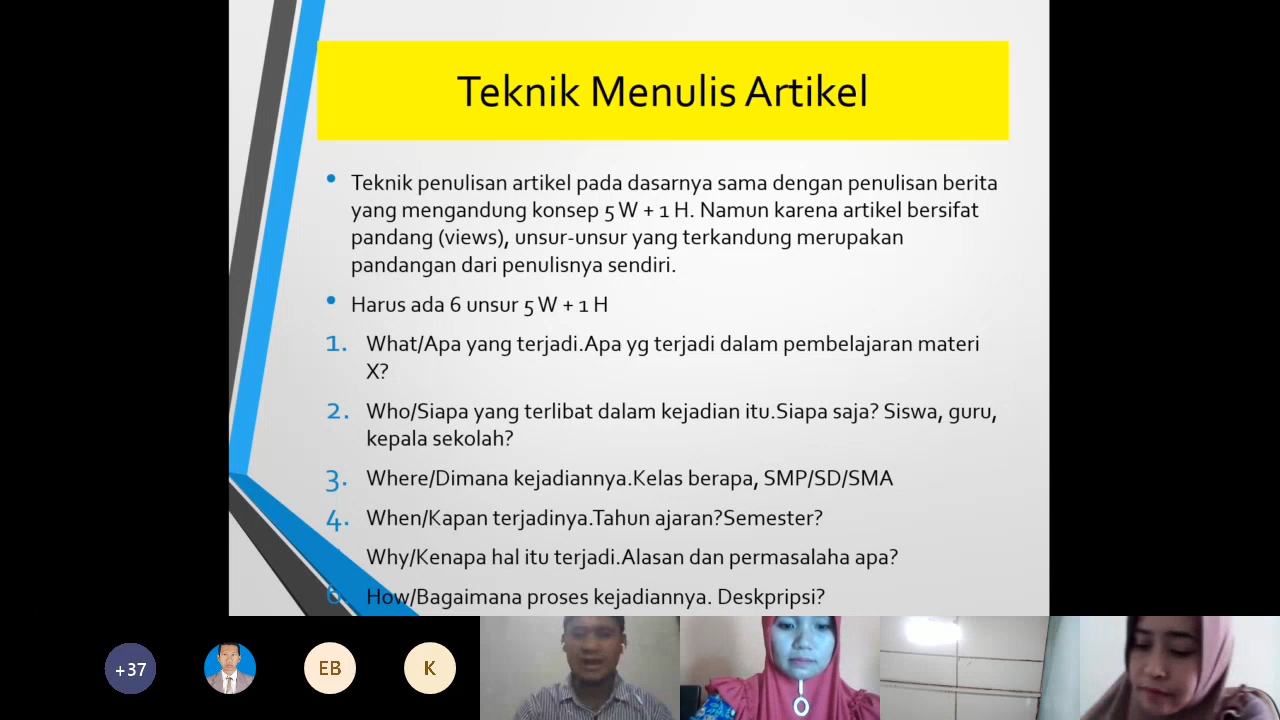 Teknik Menulis Artikel
• Teknik penulisan artikel pada dasarnya sama dengan penulisan berita
yang mengandung konsep 5 W + 1 H. Namun karena artikel bersifat
pandang (views), unsur-unsur yang terkandung merupakan
pandangan dari penulisnya sendiri.
• Harus ada 6 unsur 5 W + 1 H
1. What/Apa yang terjadi.Apa yg terjadi dalam pembelajaran materi
X?
2. Who/Siapa yang terlibat dalam kejadian itu.Siapa saja? Siswa, guru,
kepala sekolah?
3. Where/Dimana kejadiannya.Kelas berapa, SMP/SD/SMA
4. When/Kapan terjadinya.Tahun ajaran?Semester?
Why/Kenapa hal itu terjadi.Alasan dan permasalaha apa?
6. How/Bagaimana proses kejadiannya. Deskpripsi?
+37
EB
K